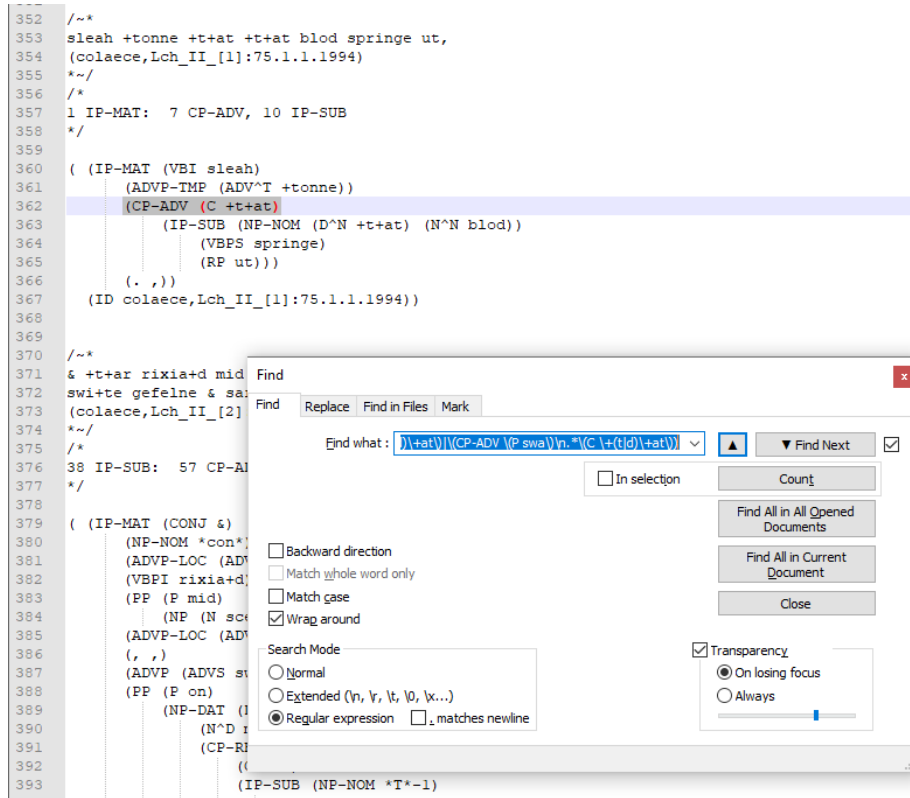 352 /~*
353 sleah +tonne +t+at +t+at blod springe ut,
354 (colaece,Lch_II_[1]:75.1.1.1994)
355 *~/
356 /*
357 1 IP-MAT:  7 CP-ADV, 10 IP-SUB
358 */
359
360 ( (IP-MAT (VBI sleah)
361 (ADVP-TMP (ADV^T +tonne))
362 (CP-ADV (C +t+at)
363 (IP-SUB (NP-NOM (D^N +t+at) (N^N blod))
364 (VBPS springe)
365 (RP ut)))
366 (. ,))
367 (ID colaece,Lch_II_[1]:75.1.1.1994))
368
369
370 /~*
371 & +t+ar rixia+d mid
372 swi+te gefelne & sa
373 (colaece,Lch_II_[2]
374 *~/
375 /*
376 38 IP-SUB:  57 CP-A
377 */
378
379 ( (IP-MAT (CONJ &)
380 (NP-NOM *con*)
381 (ADVP-LOC (ADV
382 (VBPI rixia+d)
383 (PP (P mid)
384 (NP (N sce
385 (ADVP-LOC (ADV
386 (, ,)
387 (ADVP (ADVS s
388 (PP (P on)
389 (NP-DAT (
390 (N^D
391 (CP-R
392 (
393 (IP-SUB (NP-NOM *T*-1)
Find
x
Find Replace Find in Files Mark
Find what : )\+at\)|\(CP-ADV \(P swa\)\n.*\(C \+(t|d)\+at\))
▲ ▼ Find Next
In selection Count
Find All in All Opened Documents
Backward direction
Find All in Current Document
Match whole word only
Match case
Close
Wrap around
Search Mode
Transparency
Normal
On losing focus
Extended (\n, \r, \t, \0, \x...)
Always
Regular expression . matches newline